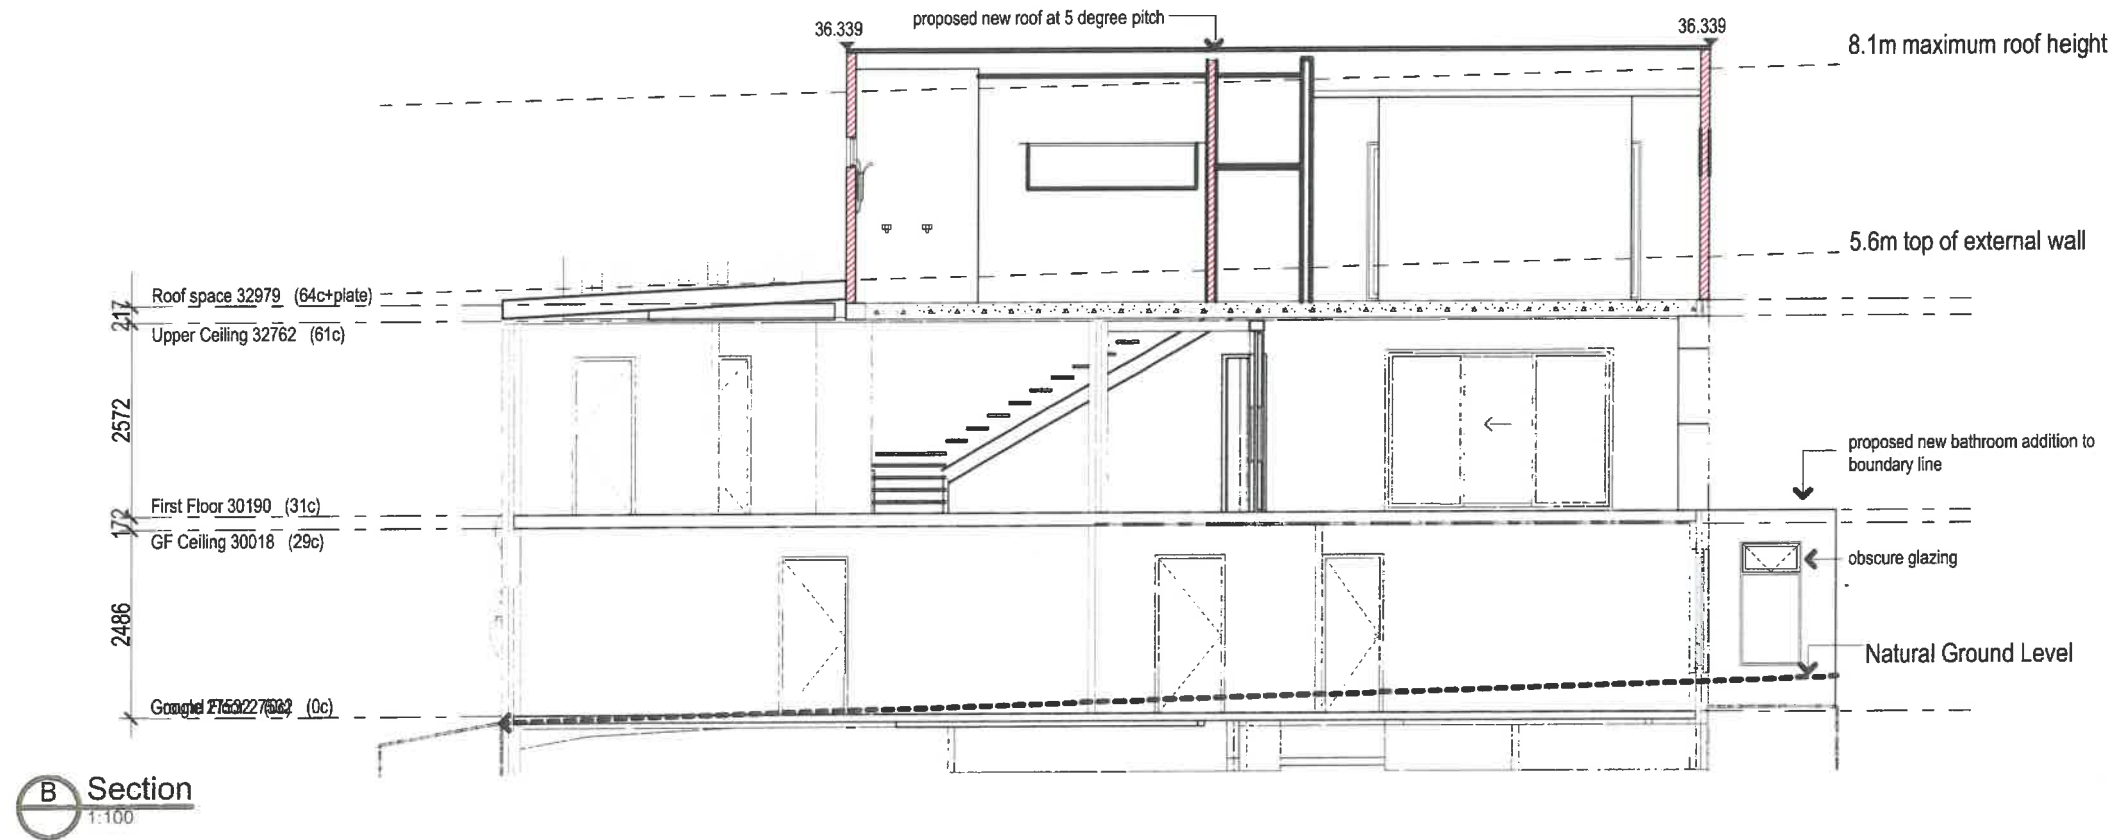 proposed new roof at 5 degree pitch
36.339
36.339
8.1m maximum roof height
5.6m top of external wall
Roof space 32979 (64c+plate)
217
Upper Ceiling 32762 (61c)
2572
proposed new bathroom addition to
boundary line
First Floor 30190 (31c)
172
GF Ceiling 30018 (29c)
obscure glazing
2486
Natural Ground Level
(0c)
B Section
1:100